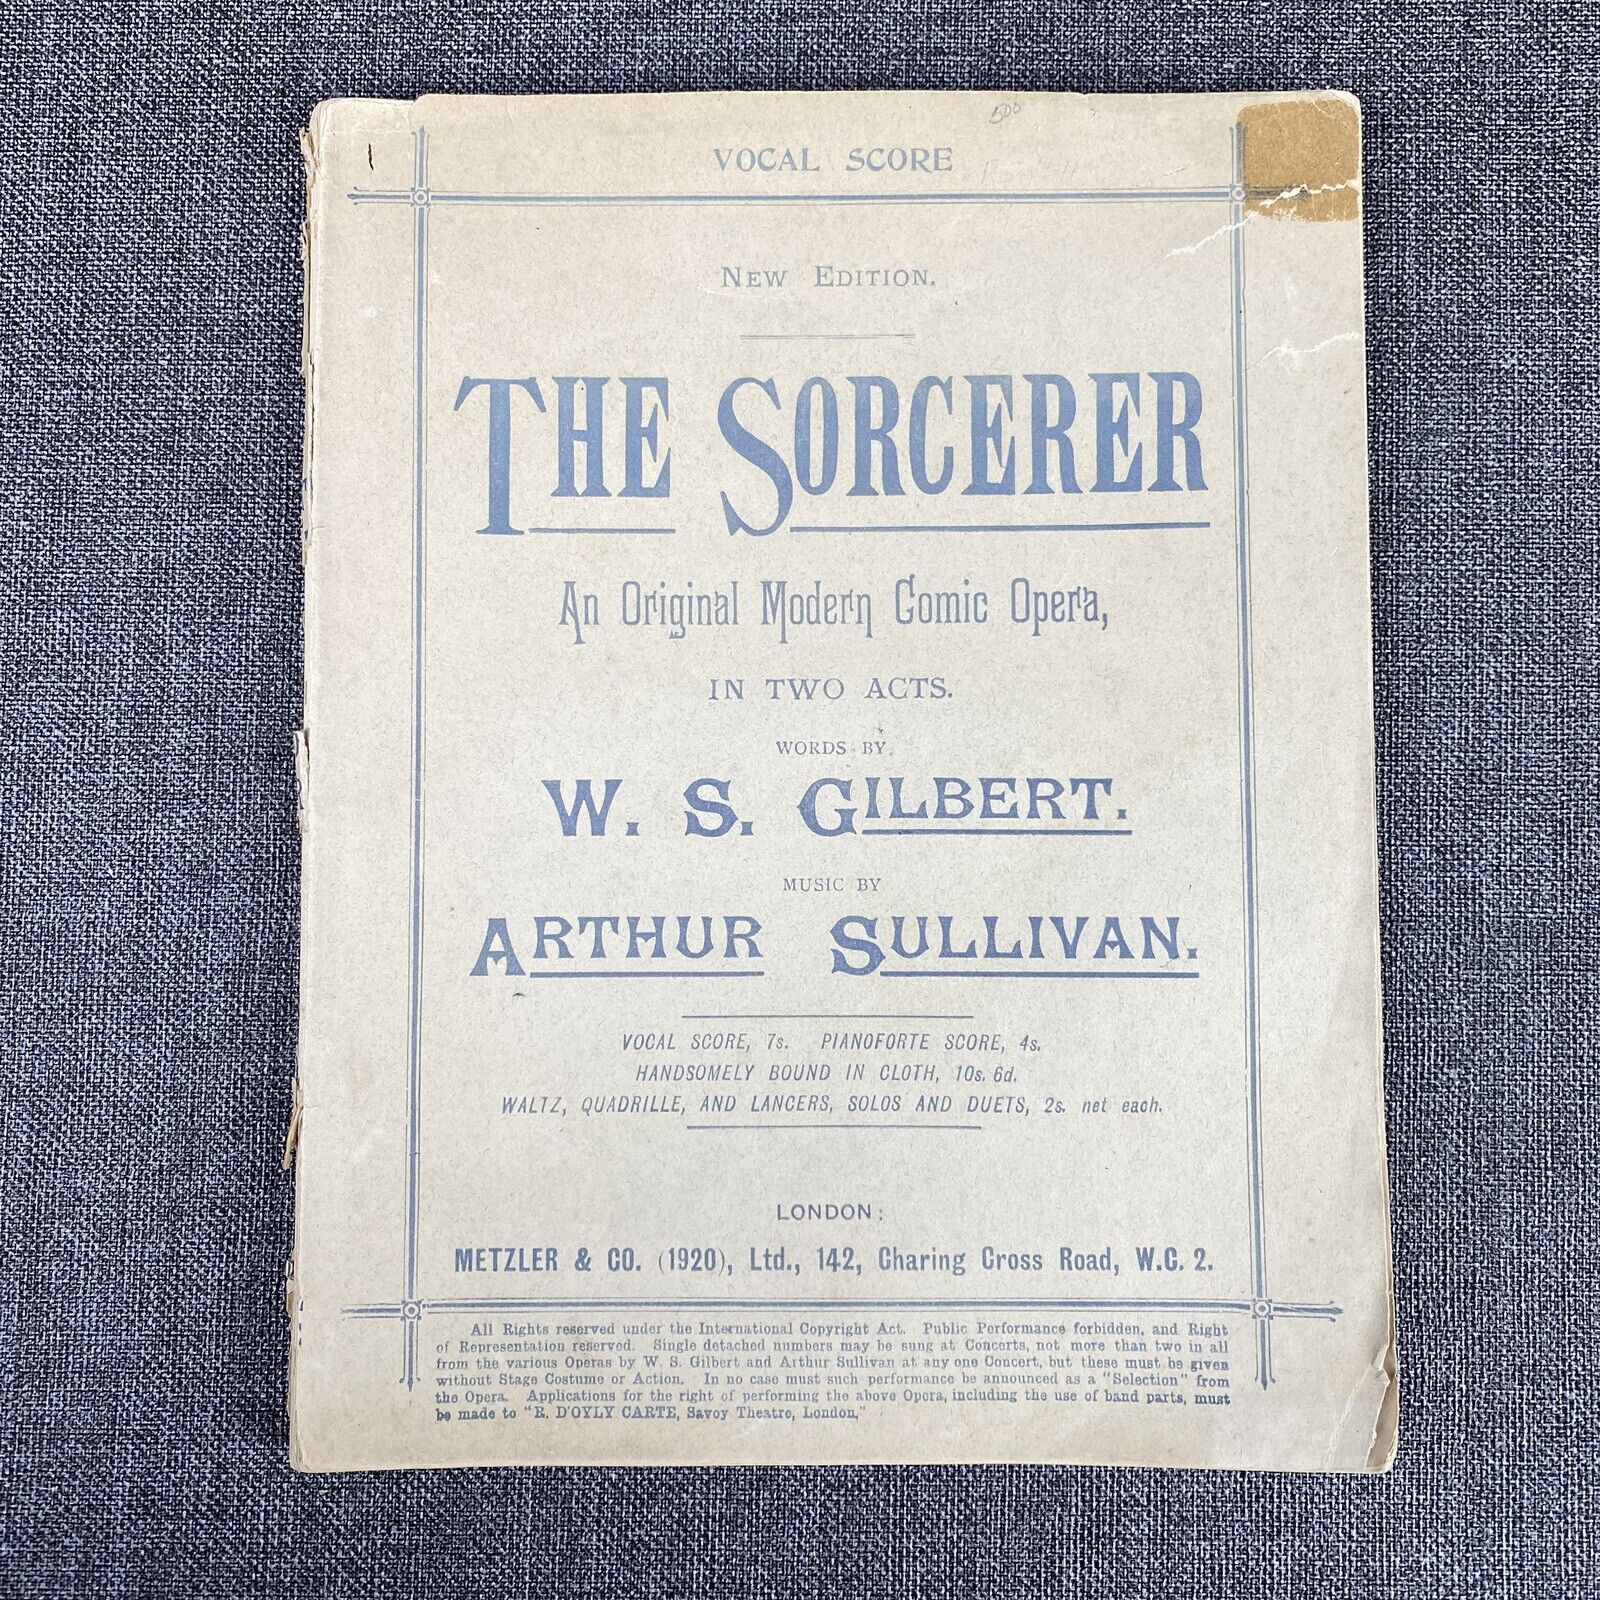 500
VOCAL SCORE
NEW EDITION.
THE SORCERER
An Original Modern Comic Opera,
IN TWO ACTS.
WORDS BY
W. S. GILBERT.
MUSIC BY
ARTHUR SULLIVAN.
VOCAL SCORE, 7s. PIANOFORTE SCORE, 4s.
HANDSOMELY BOUND IN CLOTH, 10s. 6d.
WALTZ, QUADRILLE, AND LANCERS, SOLOS AND DUETS, 2s. net each.
LONDON:
METZLER & CO. (1920), Ltd., 142, Charing Cross Road, W.C. 2.
All Rights reserved under the International Copyright Act. Public Performance forbidden, and Right
of Representation reserved. Single detached numbers may be sung at Concerts, not more than two in all
from the various Operas by W. S. Gilbert and Arthur Sullivan at any one Concert, but these must be given
without Stage Costume or Action. In no case must such performance be announced as a "Selection" from
the Opera. Applications for the right of performing the above Opera, including the use of band parts, must
be made to "R. D'OYLY CARTE, Savoy Theatre, London."